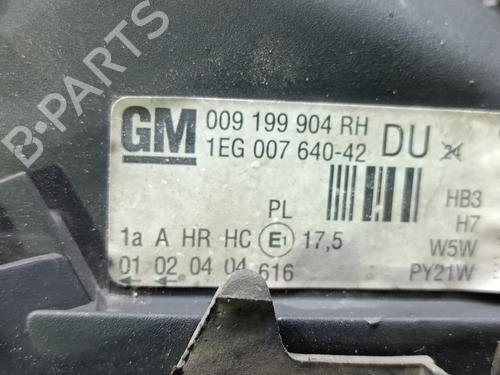 GM 009 199 904 RH
1EG 007 640-42 DU 24
PL HB3
H7
1a A HR HC E1 17,5 W5W
01 02 04 04 616 PY21W